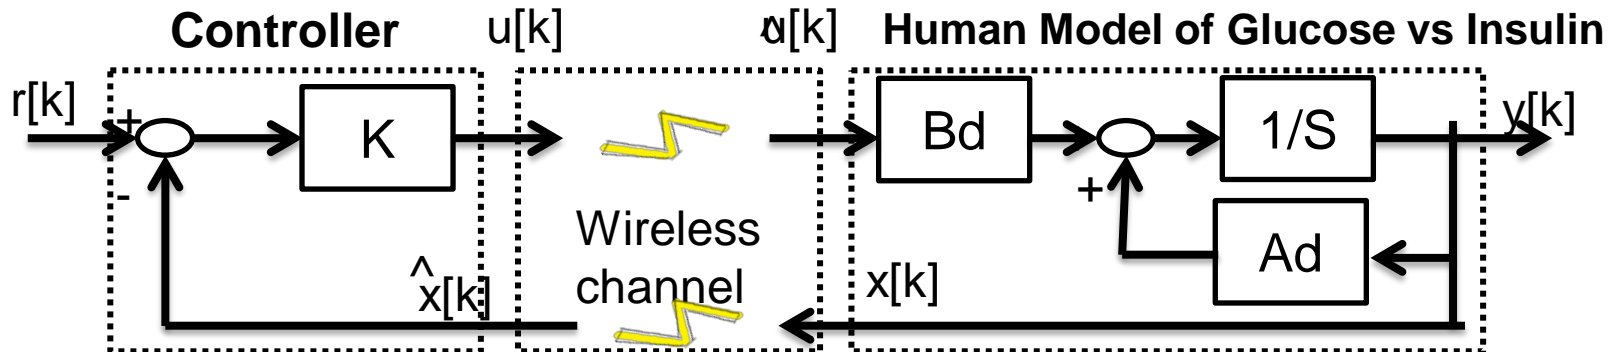 Controller
u[k]
û[k]
Human Model of Glucose vs Insulin
r[k]
+
-
K
Bd
1/S
y[k]
+
Ad
Wireless
channel
x̂[k]
x[k]